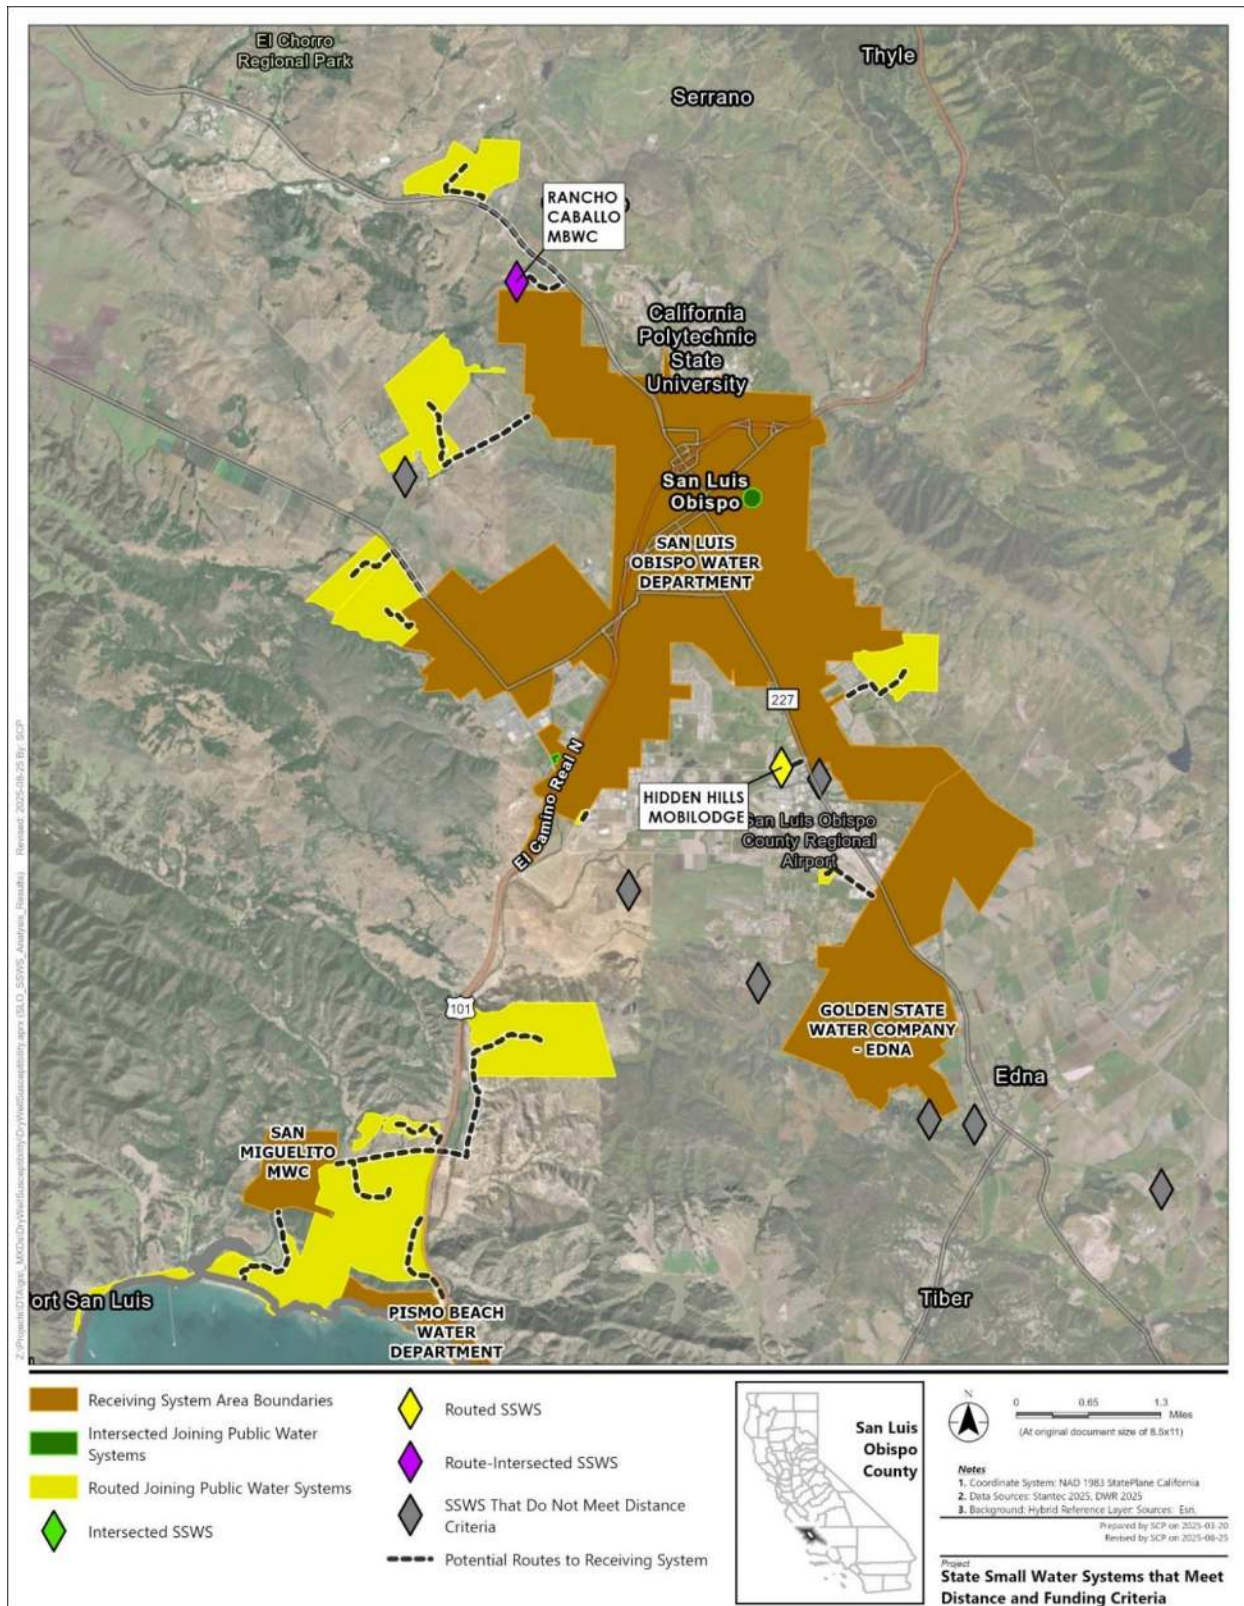 El Chorro
Regional Park
Thyle
Serrano
RANCHO
CABALLO
MBWC
California
Polytechnic
State
University
San Luis
Obispo
SAN LUIS
OBISPO WATER
DEPARTMENT
227
HIDDEN HILLS
MOBILODGE
San Luis Obispo
County Regional
Airport
El Camino Real N
101
GOLDEN STATE
WATER COMPANY
- EDNA
Edna
SAN
MIGUELITO
MWC
ort San Luis
Tiber
PISMO BEACH
WATER
DEPARTMENT
n
Revised: 2025-08-25 By: SCP
Receiving System Area Boundaries
Intersected Joining Public Water
Systems
Routed Joining Public Water Systems
Intersected SSWS
Routed SSWS
Route-Intersected SSWS
SSWS That Do Not Meet Distance
Criteria
Potential Routes to Receiving System
San Luis
Obispo
County
N
0 0.65 1.3
Miles
(At original document size of 8.5x11)
Notes
1. Coordinate System: NAD 1983 StatePlane California
2. Data Sources: Stantec 2025, DWR 2025
3. Background: Hybrid Reference Layer: Sources: Esri,
Prepared by SCP on 2025-03-20
Revised by SCP on 2025-08-25
Project
State Small Water Systems that Meet
Distance and Funding Criteria